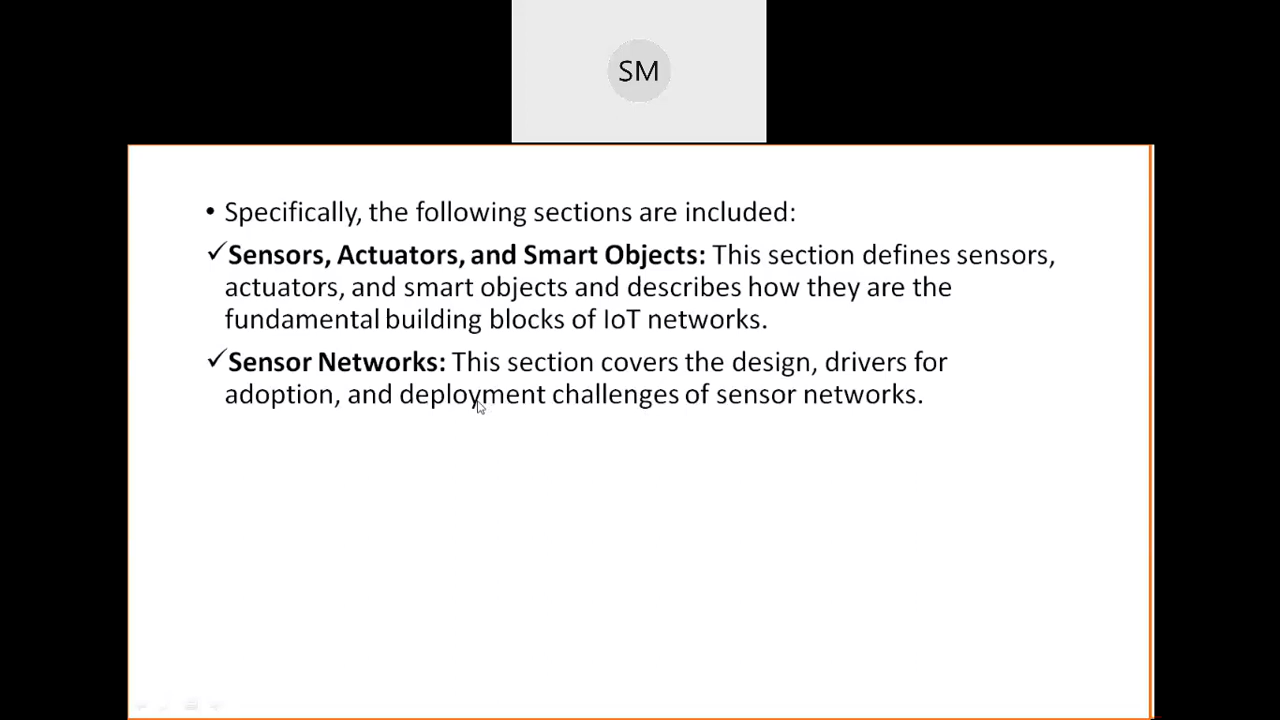 SM
• Specifically, the following sections are included:
✓Sensors, Actuators, and Smart Objects: This section defines sensors,
actuators, and smart objects and describes how they are the
fundamental building blocks of IoT networks.
✓Sensor Networks: This section covers the design, drivers for
adoption, and deployment challenges of sensor networks.